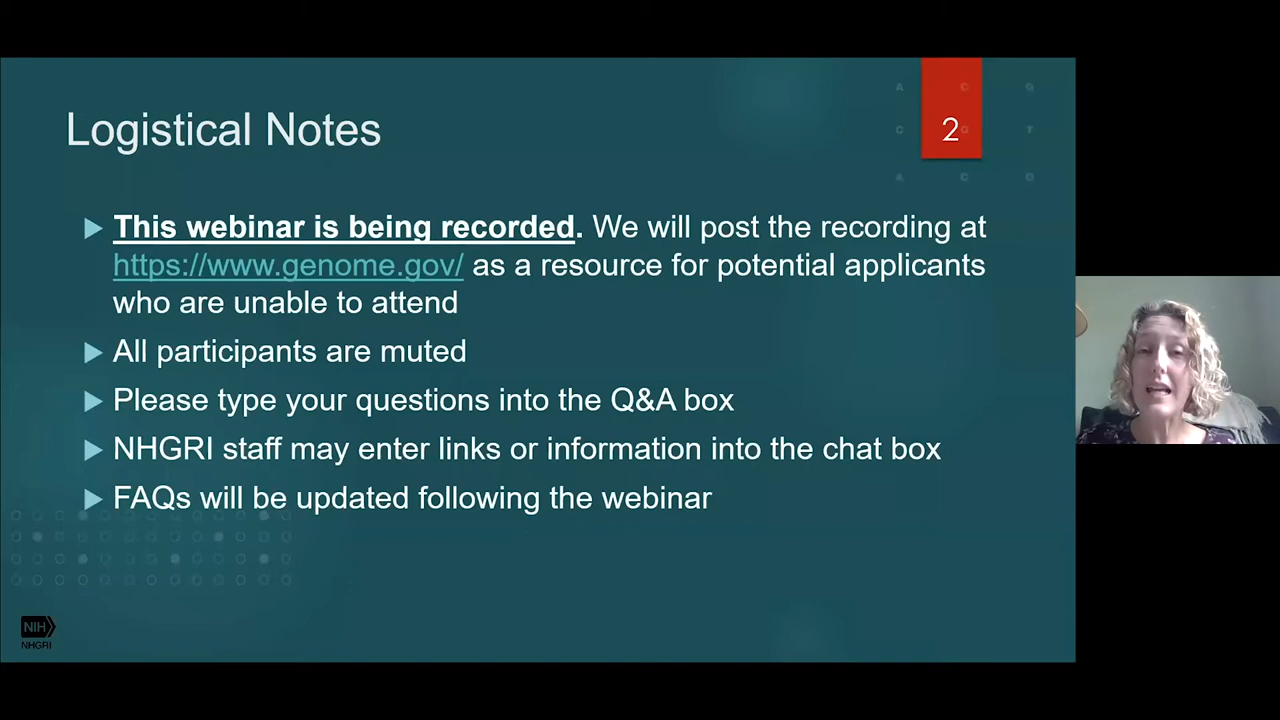 Logistical Notes
2
This webinar is being recorded. We will post the recording at
https://www.genome.gov/ as a resource for potential applicants
who are unable to attend
All participants are muted
Please type your questions into the Q&A box
NHGRI staff may enter links or information into the chat box
FAQs will be updated following the webinar
NIH
NHGRI